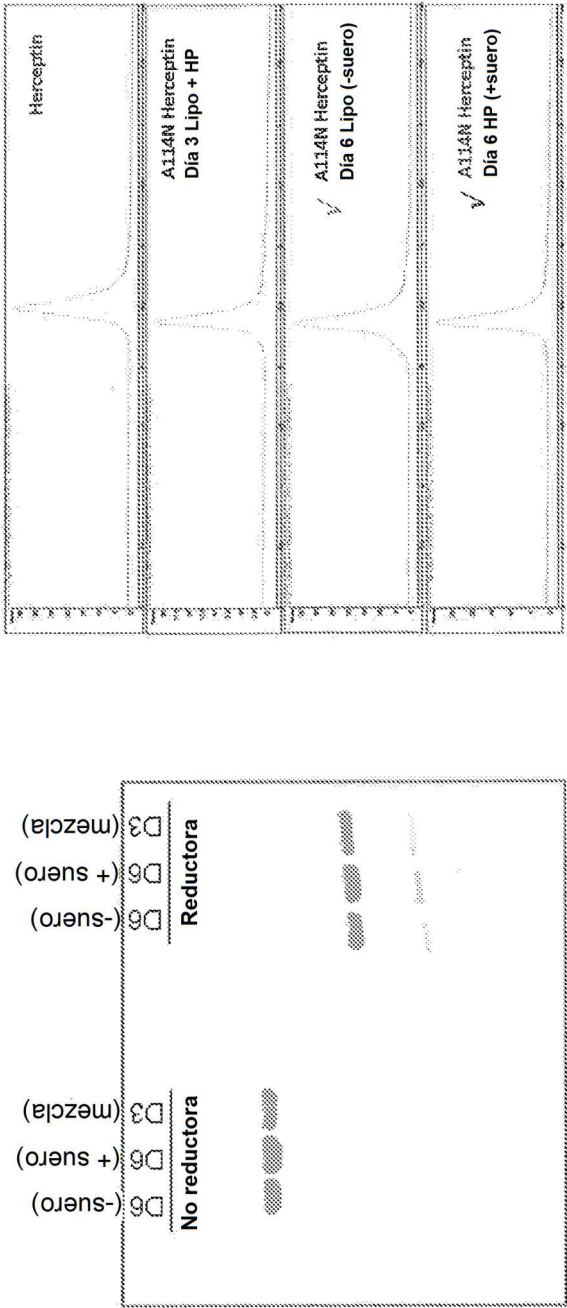 Herceptin
A114N Herceptin
Día 3 Lipo + HP
A114N Herceptin
Día 6 Lipo (-suero)
A114N Herceptin
Día 6 HP (+suero)
D6 (-suero)
D6 (+ suero)
D3 (mezcla)
No reductora
D6 (-suero)
D6 (+ suero)
D3 (mezcla)
Reductora